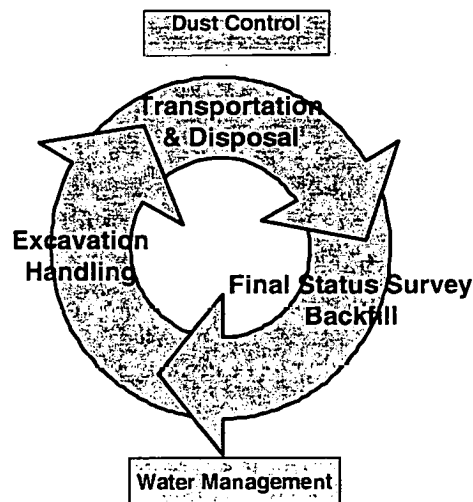 Dust Control
Transportation
& Disposal
Excavation
Handling
Final Status Survey
Backfill
Water Management